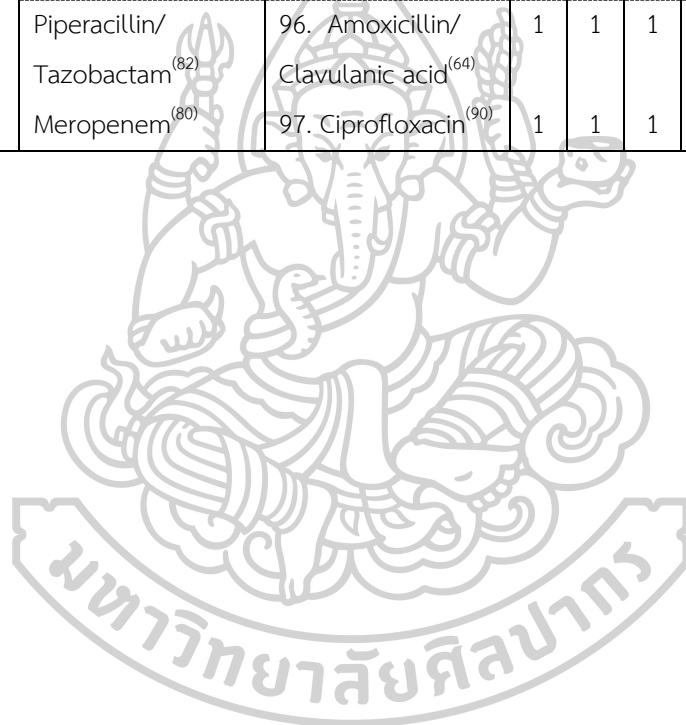 Piperacillin/ 96. Amoxicillin/ 1 1 1
Tazobactam(82) Clavulanic acid(64)
Meropenem(80) 97. Ciprofloxacin(90) 1 1 1
มหาวิทยาลัยศิลปากร